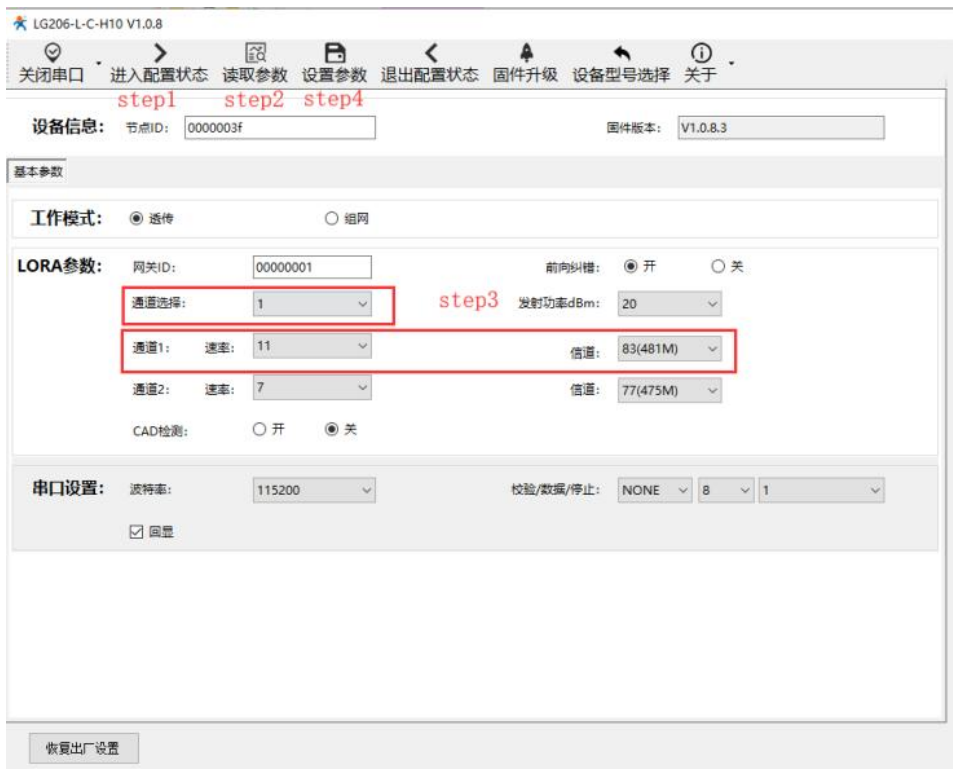 LG206-L-C-H10 V1.0.8
关闭串口 进入配置状态 读取参数 设置参数 退出配置状态 固件升级 设备型号选择 关于
step1 step2 step4
设备信息: 节点ID: 0000003f 固件版本: V1.0.8.3
基本参数
工作模式: 透传 组网
LORA参数: 网关ID: 00000001 前向纠错: 开 关
通道选择: 1 step3 发射功率dBm: 20
通道1: 速率: 11 信道: 83(481M)
通道2: 速率: 7 信道: 77(475M)
CAD检测: 开 关
串口设置: 波特率: 115200 校验/数据/停止: NONE 8 1
回显
恢复出厂设置